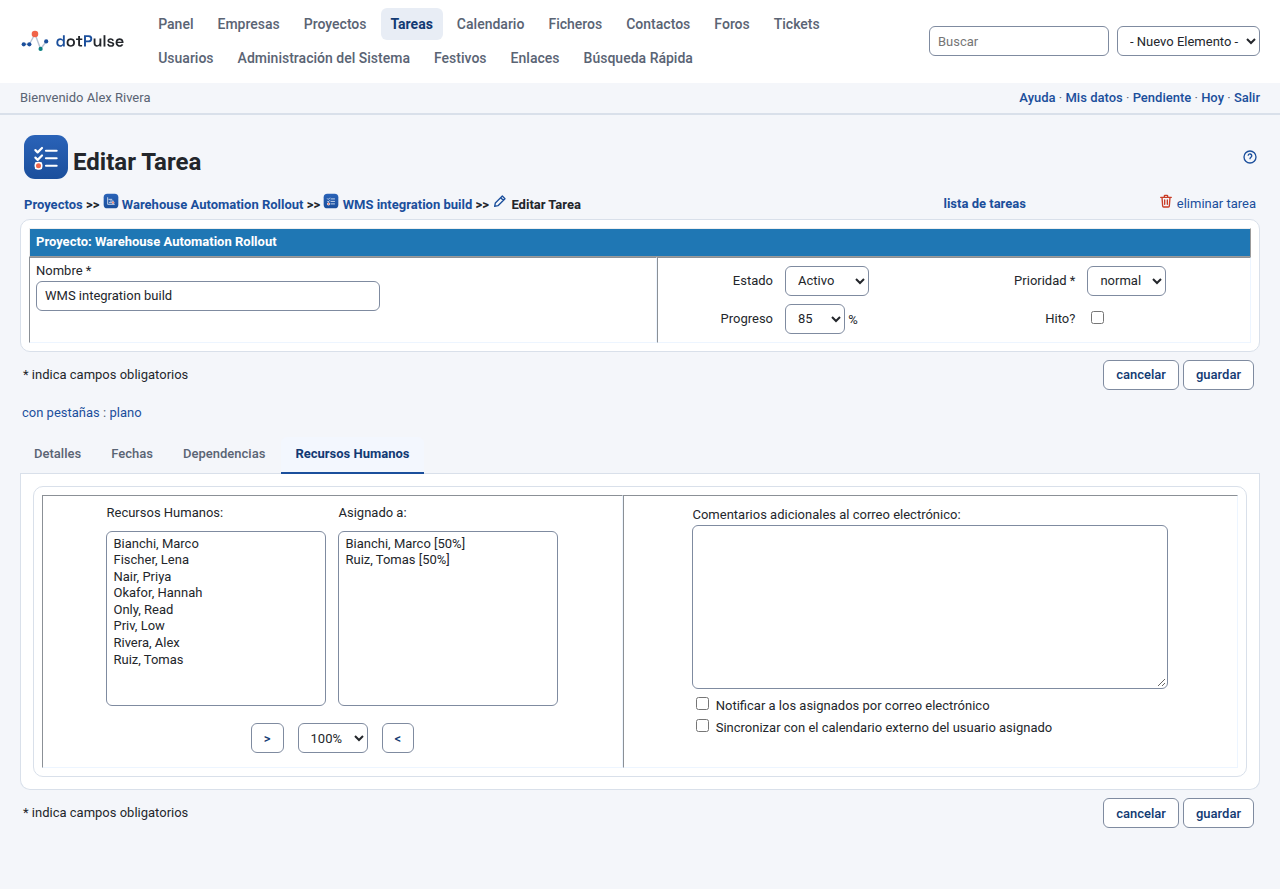 dotPulse
Panel Empresas Proyectos Tareas Calendario Ficheros Contactos Foros Tickets
Usuarios Administración del Sistema Festivos Enlaces Búsqueda Rápida
Buscar
- Nuevo Elemento -
Bienvenido Alex Rivera
Ayuda · Mis datos · Pendiente · Hoy · Salir
Editar Tarea
Proyectos >> Warehouse Automation Rollout >> WMS integration build >> Editar Tarea
lista de tareas
eliminar tarea
Proyecto: Warehouse Automation Rollout
Nombre *
WMS integration build
Estado Activo Prioridad * normal
Progreso 85 % Hito?
* indica campos obligatorios
cancelar guardar
con pestañas : plano
Detalles Fechas Dependencias Recursos Humanos
Recursos Humanos:
Bianchi, Marco
Fischer, Lena
Nair, Priya
Okafor, Hannah
Only, Read
Priv, Low
Rivera, Alex
Ruiz, Tomas
Asignado a:
Bianchi, Marco [50%]
Ruiz, Tomas [50%]
> 100% <
Comentarios adicionales al correo electrónico:
Notificar a los asignados por correo electrónico
Sincronizar con el calendario externo del usuario asignado
* indica campos obligatorios
cancelar guardar